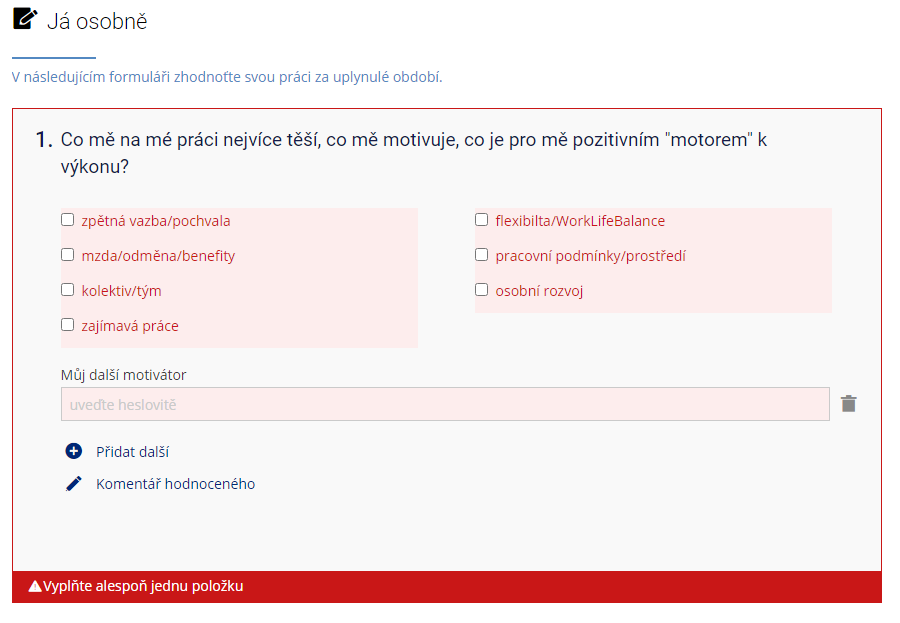 Já osobně
V následujícím formuláři zhodnoťte svou práci za uplynulé období.
1. Co mě na mé práci nejvíce těší, co mě motivuje, co je pro mě pozitivním "motorem" k
výkonu?
zpětná vazba/pochvala
mzda/odměna/benefity
kolektiv/tým
zajímavá práce
flexibilta/WorkLifeBalance
pracovní podmínky/prostředí
osobní rozvoj
Můj další motivátor
uveďte heslovitě
Přidat další
Komentář hodnoceného
Vyplňte alespoň jednu položku